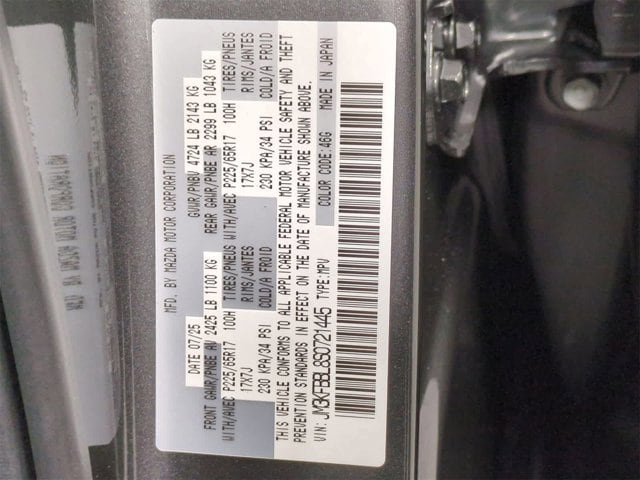 MFD. BY MAZDA MOTOR CORPORATION
07/25 GVWR/PNBV 4724 LB 2143 KG
FRONT GAWR/PNBE AV 2425 LB 1100 KG REAR GAWR/PNBE AR 2299 LB 1043 KG
WITH/AVEC P225/65R17 100H TIRES/PNEUS WITH/AVEC P225/65R17 100H TIRES/PNEUS
17X7J RIMS/JANTES 17X7J RIMS/JANTES
230 KPA/34 PSI COLD/A FROID 230 KPA/34 PSI COLD/A FROID
THIS VEHICLE CONFORMS TO ALL APPLICABLE FEDERAL MOTOR VEHICLE SAFETY AND THEFT
PREVENTION STANDARDS IN EFFECT ON THE DATE OF MANUFACTURE SHOWN ABOVE.
VIN: JM3KFBBL8S0721445 TYPE:MPV COLOR CODE:46G MADE IN JAPAN